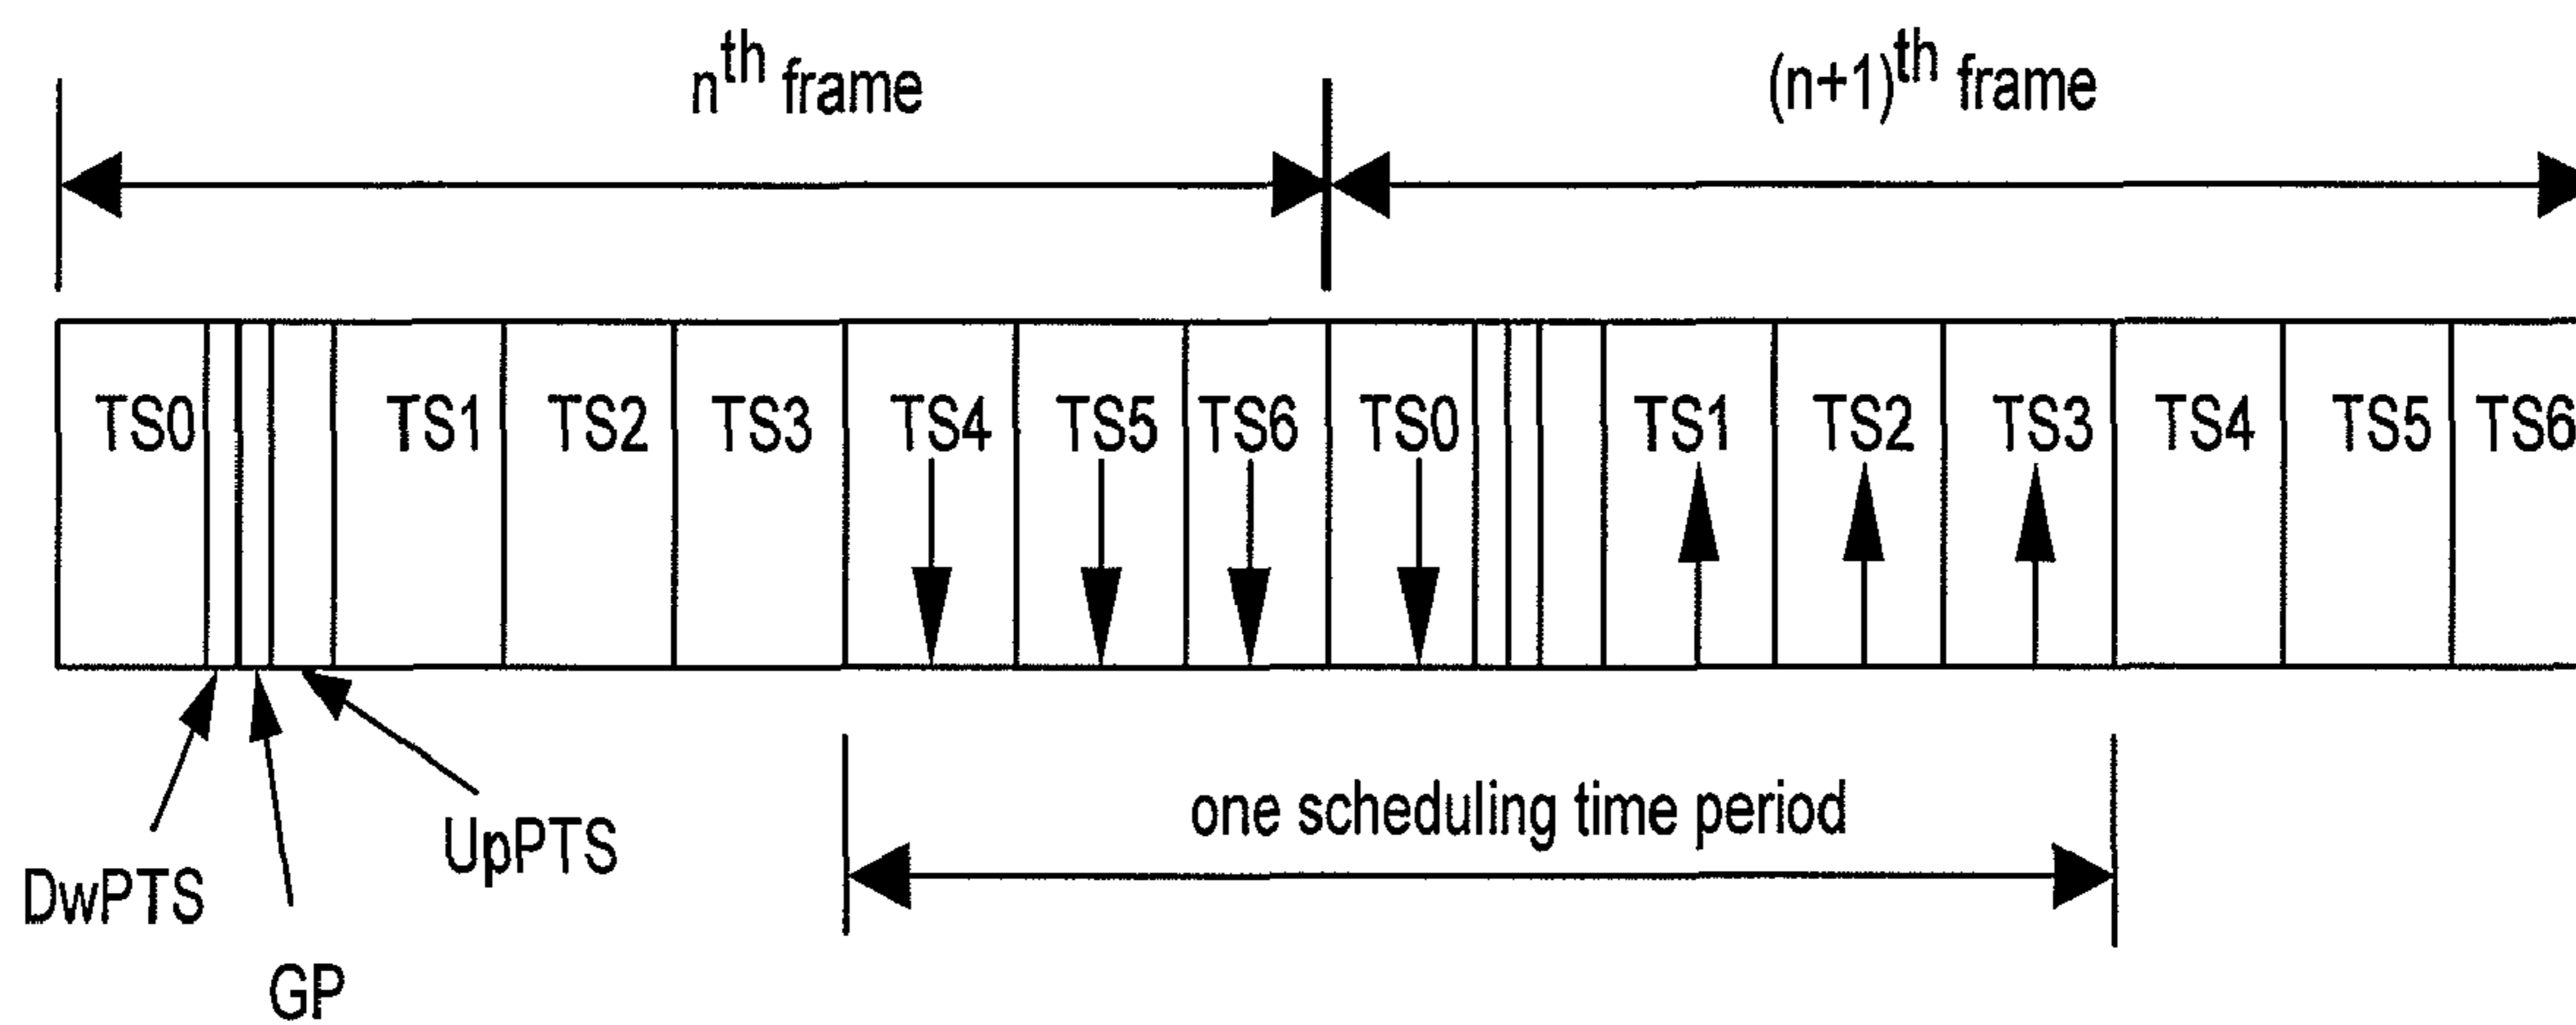 n^th frame
(n+1)^th frame
TS0 TS1 TS2 TS3 TS4 TS5 TS6 TS0 TS1 TS2 TS3 TS4 TS5 TS6
one scheduling time period
UpPTS
DwPTS
GP